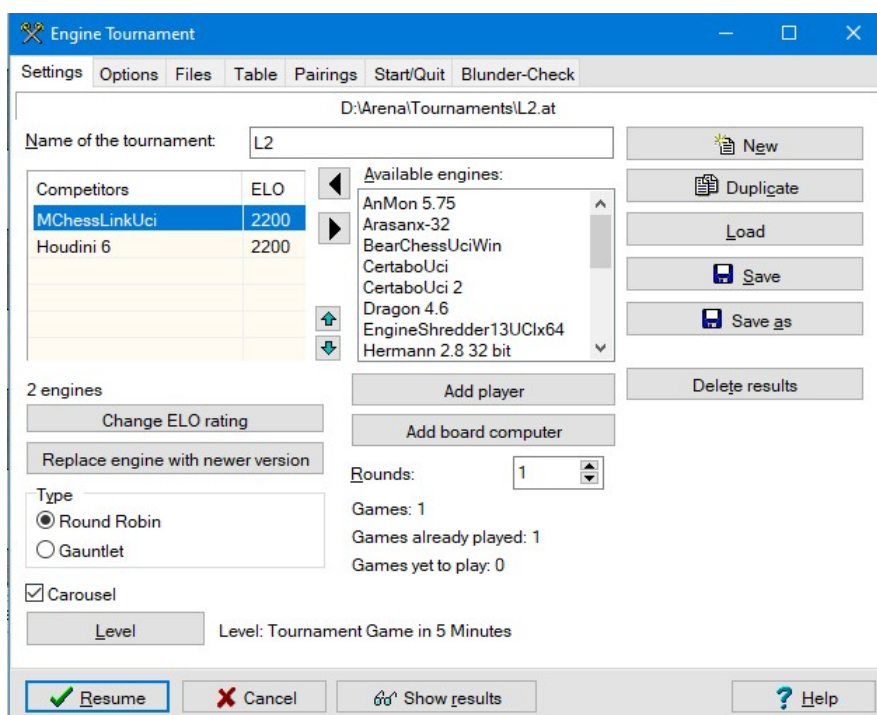 Engine Tournament
Settings Options Files Table Pairings Start/Quit Blunder-Check
D:\Arena\Tournaments\L2.at
Name of the tournament: L2
New
Competitors ELO
MChessLinkUci 2200
Houdini 6 2200
Available engines:
AnMon 5.75
Arasanx-32
BearChessUciWin
CertaboUci
CertaboUci 2
Dragon 4.6
EngineShredder13UCIx64
Hermann 2.8 32 bit
Duplicate
Load
Save
Save as
Delete results
2 engines
Change ELO rating
Replace engine with newer version
Add player
Add board computer
Type
Round Robin
Gauntlet
Rounds: 1
Games: 1
Games already played: 1
Games yet to play: 0
Carousel
Level Level: Tournament Game in 5 Minutes
Resume Cancel Show results Help